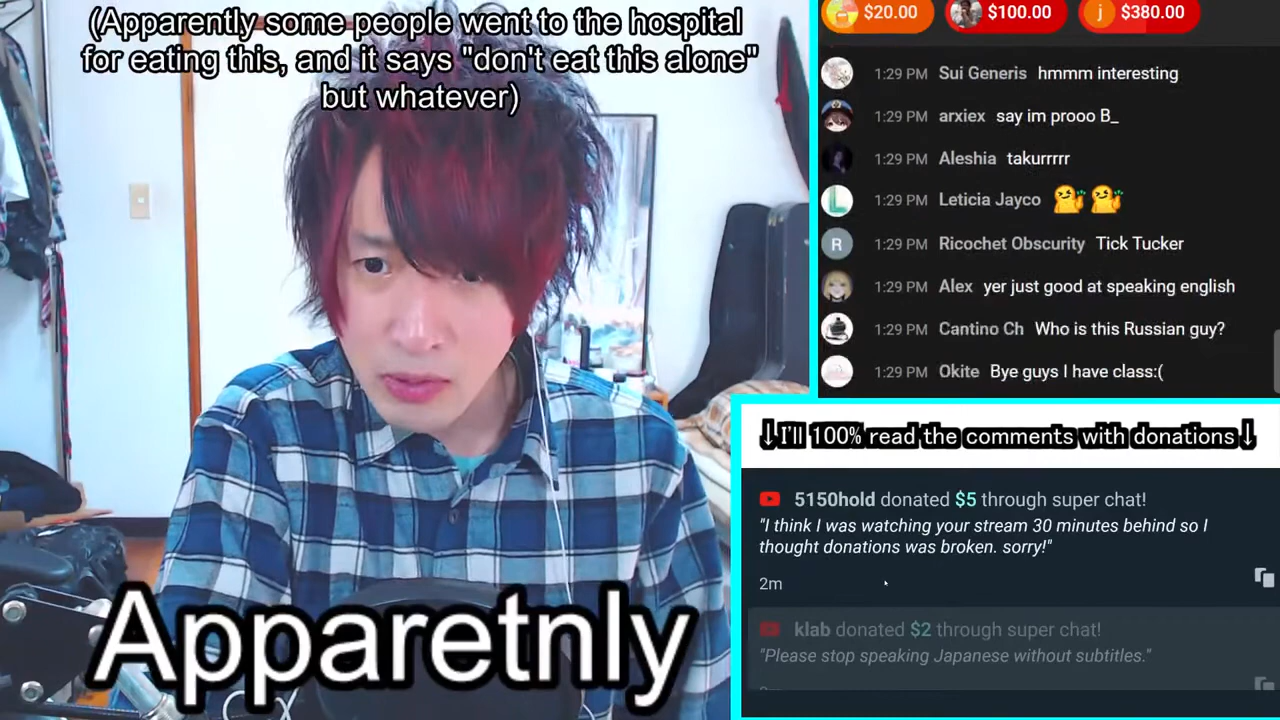 (Apparently some people went to the hospital
for eating this, and it says "don't eat this alone"
but whatever)
Apparetnly
$20.00 $100.00 j $380.00
1:29 PM Sui Generis hmmm interesting
1:29 PM arxiex say im prooo B_
1:29 PM Aleshia takurrrrr
L 1:29 PM Leticia Jayco
R 1:29 PM Ricochet Obscurity Tick Tucker
1:29 PM Alex yer just good at speaking english
1:29 PM Cantino Ch Who is this Russian guy?
1:29 PM Okite Bye guys I have class:(
↓I'll 100% read the comments with donations↓
5150hold donated $5 through super chat!
"I think I was watching your stream 30 minutes behind so I
thought donations was broken. sorry!"
2m
klab donated $2 through super chat!
"Please stop speaking Japanese without subtitles."